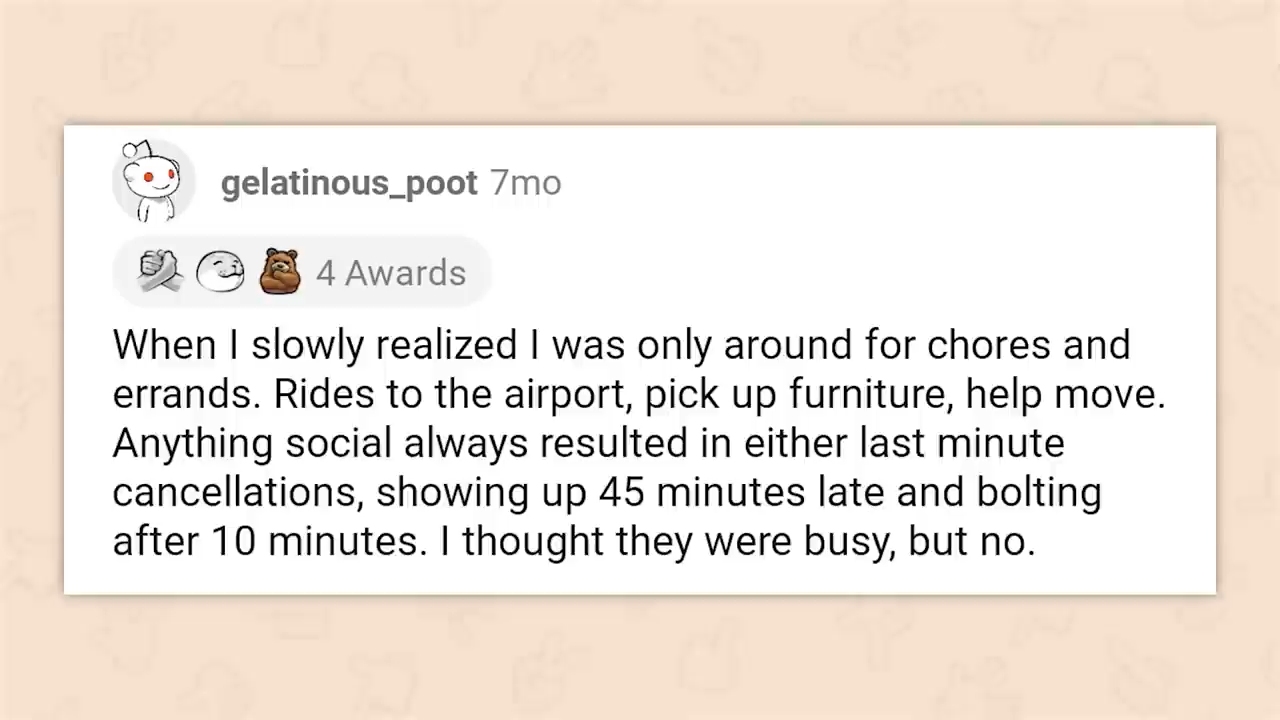 gelatinous_poot 7mo
4 Awards
When I slowly realized I was only around for chores and
errands. Rides to the airport, pick up furniture, help move.
Anything social always resulted in either last minute
cancellations, showing up 45 minutes late and bolting
after 10 minutes. I thought they were busy, but no.